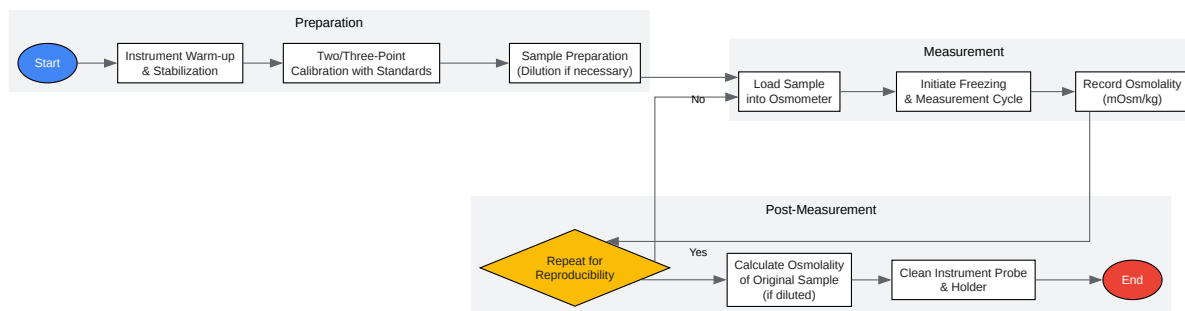 Preparation
Start
Instrument Warm-up
& Stabilization
Two/Three-Point
Calibration with Standards
Sample Preparation
(Dilution if necessary)
Measurement
Load Sample
into Osmometer
Initiate Freezing
& Measurement Cycle
Record Osmolality
(mOsm/kg)
No
Post-Measurement
Repeat for
Reproducibility
Yes
Calculate Osmolality
of Original Sample
(if diluted)
Clean Instrument Probe
& Holder
End